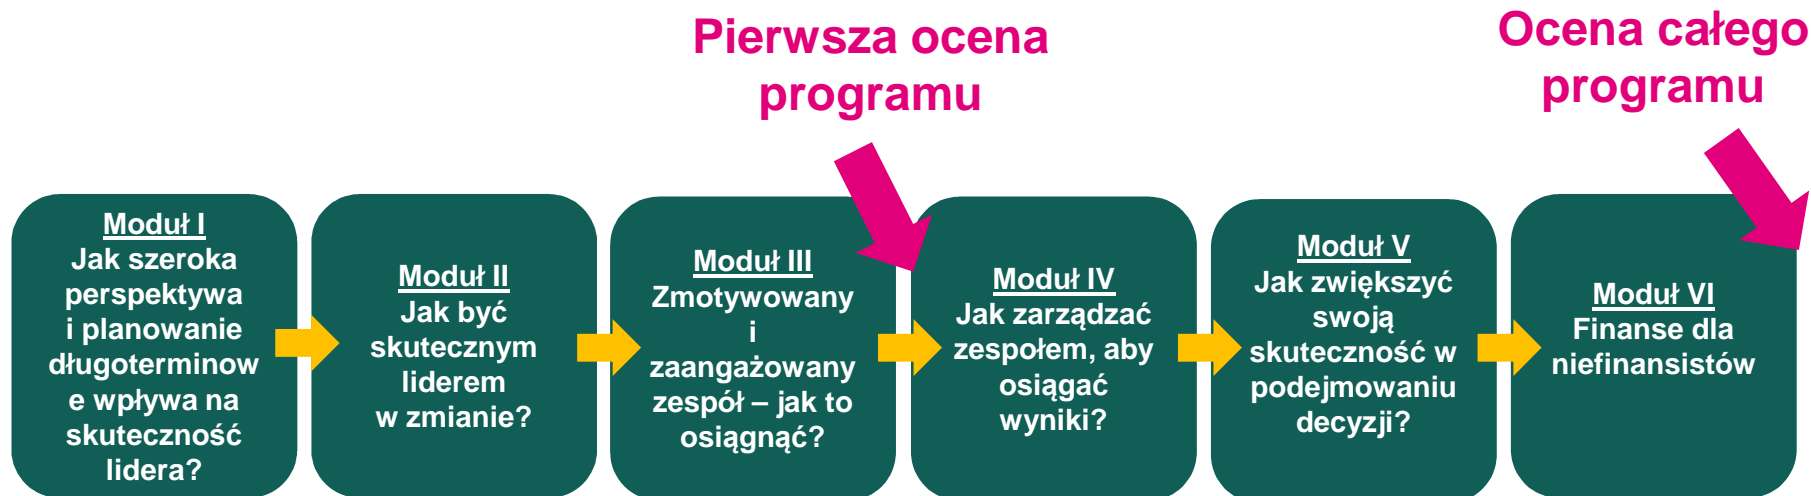 Pierwsza ocena
programu
Ocena całego
programu
Moduł I
Jak szeroka
perspektywa
i planowanie
długoterminow
e wpływa na
skuteczność
lidera?
Moduł II
Jak być
skutecznym
liderem
w zmianie?
Moduł III
Zmotywowany
i
zaangażowany
zespół – jak to
osiągnąć?
Moduł IV
Jak zarządzać
zespołem, aby
osiągać
wyniki?
Moduł V
Jak zwiększyć
swoją
skuteczność w
podejmowaniu
decyzji?
Moduł VI
Finanse dla
niefinansistów